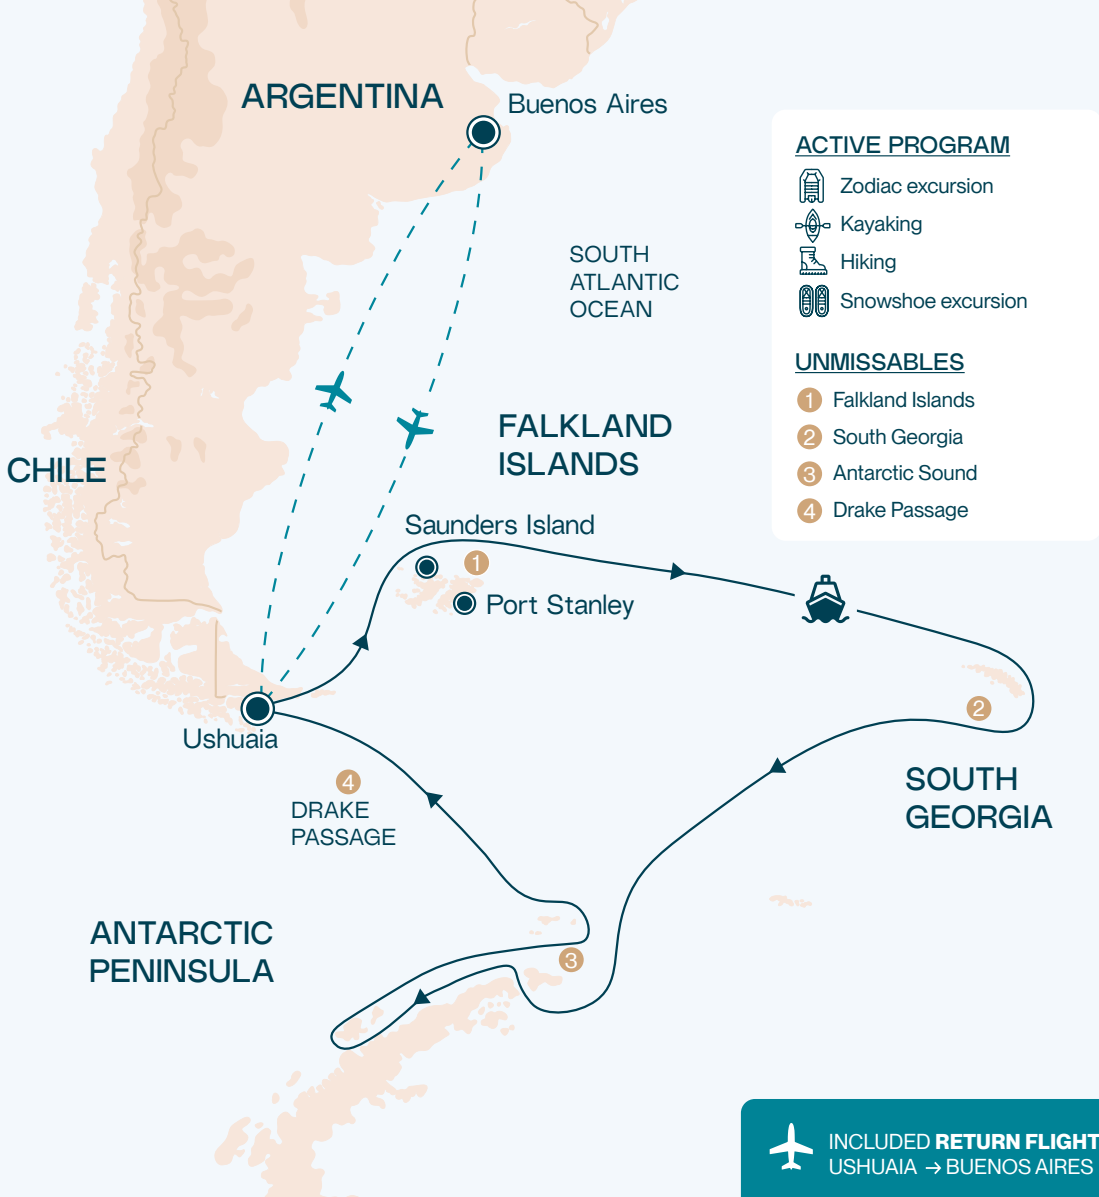 ARGENTINA
Buenos Aires
ACTIVE PROGRAM
Zodiac excursion
Kayaking
Hiking
Snowshoe excursion
UNMISSABLES
1 Falkland Islands
2 South Georgia
3 Antarctic Sound
4 Drake Passage
SOUTH
ATLANTIC
OCEAN
FALKLAND
ISLANDS
CHILE
Saunders Island
1
Port Stanley
Ushuaia
2
SOUTH
GEORGIA
4
DRAKE
PASSAGE
ANTARCTIC
PENINSULA
3
INCLUDED RETURN FLIGHT
USHUAIA → BUENOS AIRES